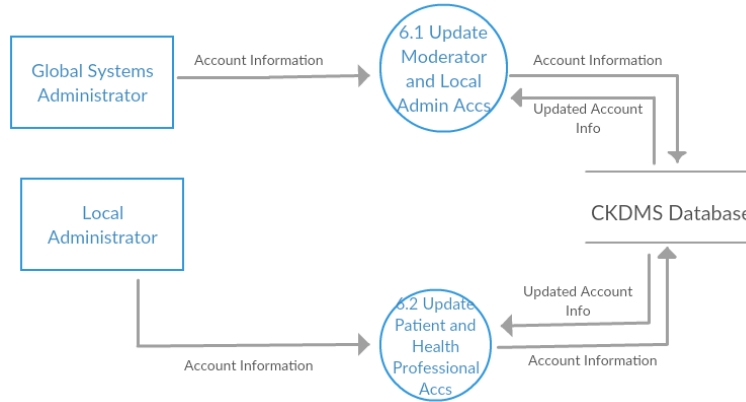 Global Systems
Administrator
Account Information
6.1 Update
Moderator
and Local
Admin Accs
Account Information
Updated Account
Info
Local
Administrator
CKDMS Database
Account Information
6.2 Update
Patient and
Health
Professional
Accs
Updated Account
Info
Account Information